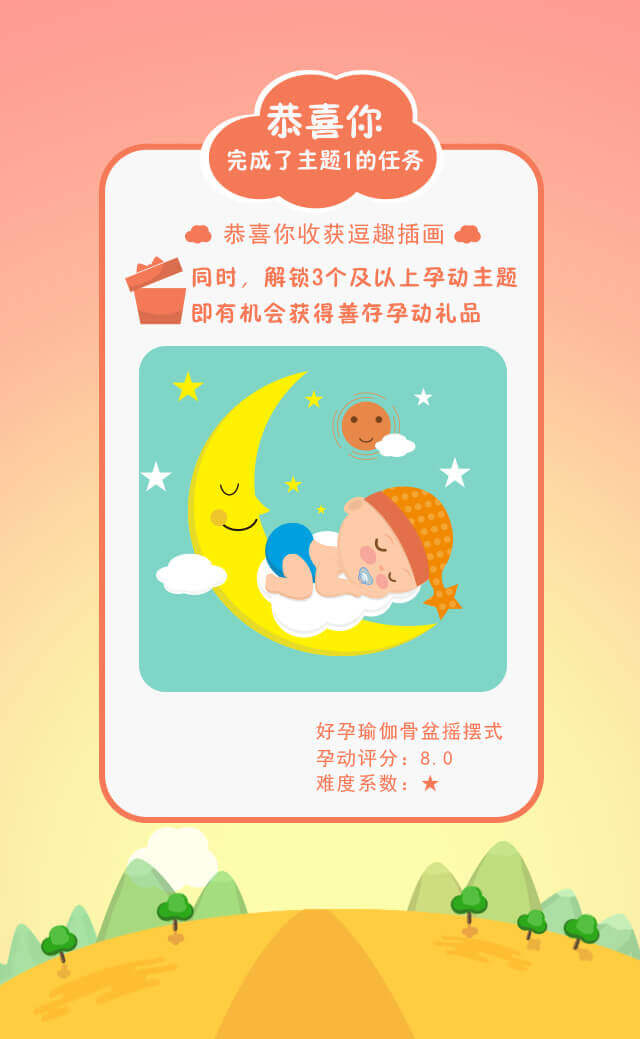 恭喜你
完成了主题1的任务
恭喜你收获逗趣插画
同时，解锁3个及以上孕动主题
即有机会获得善存孕动礼品
好孕瑜伽骨盆摇摆式
孕动评分：8.0
难度系数：★